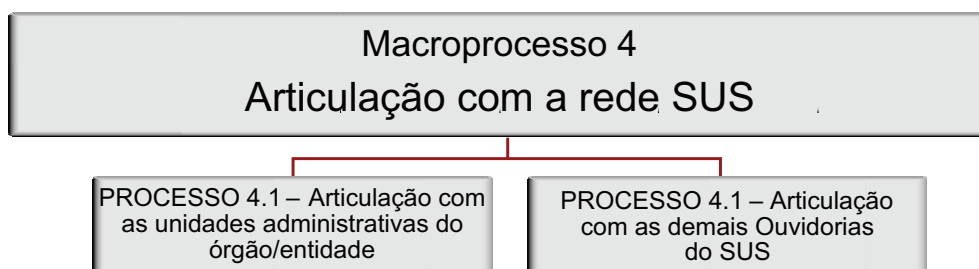 Macroprocesso 4
Articulação com a rede SUS
PROCESSO 4.1 – Articulação com
as unidades administrativas do
órgão/entidade
PROCESSO 4.1 – Articulação
com as demais Ouvidorias
do SUS